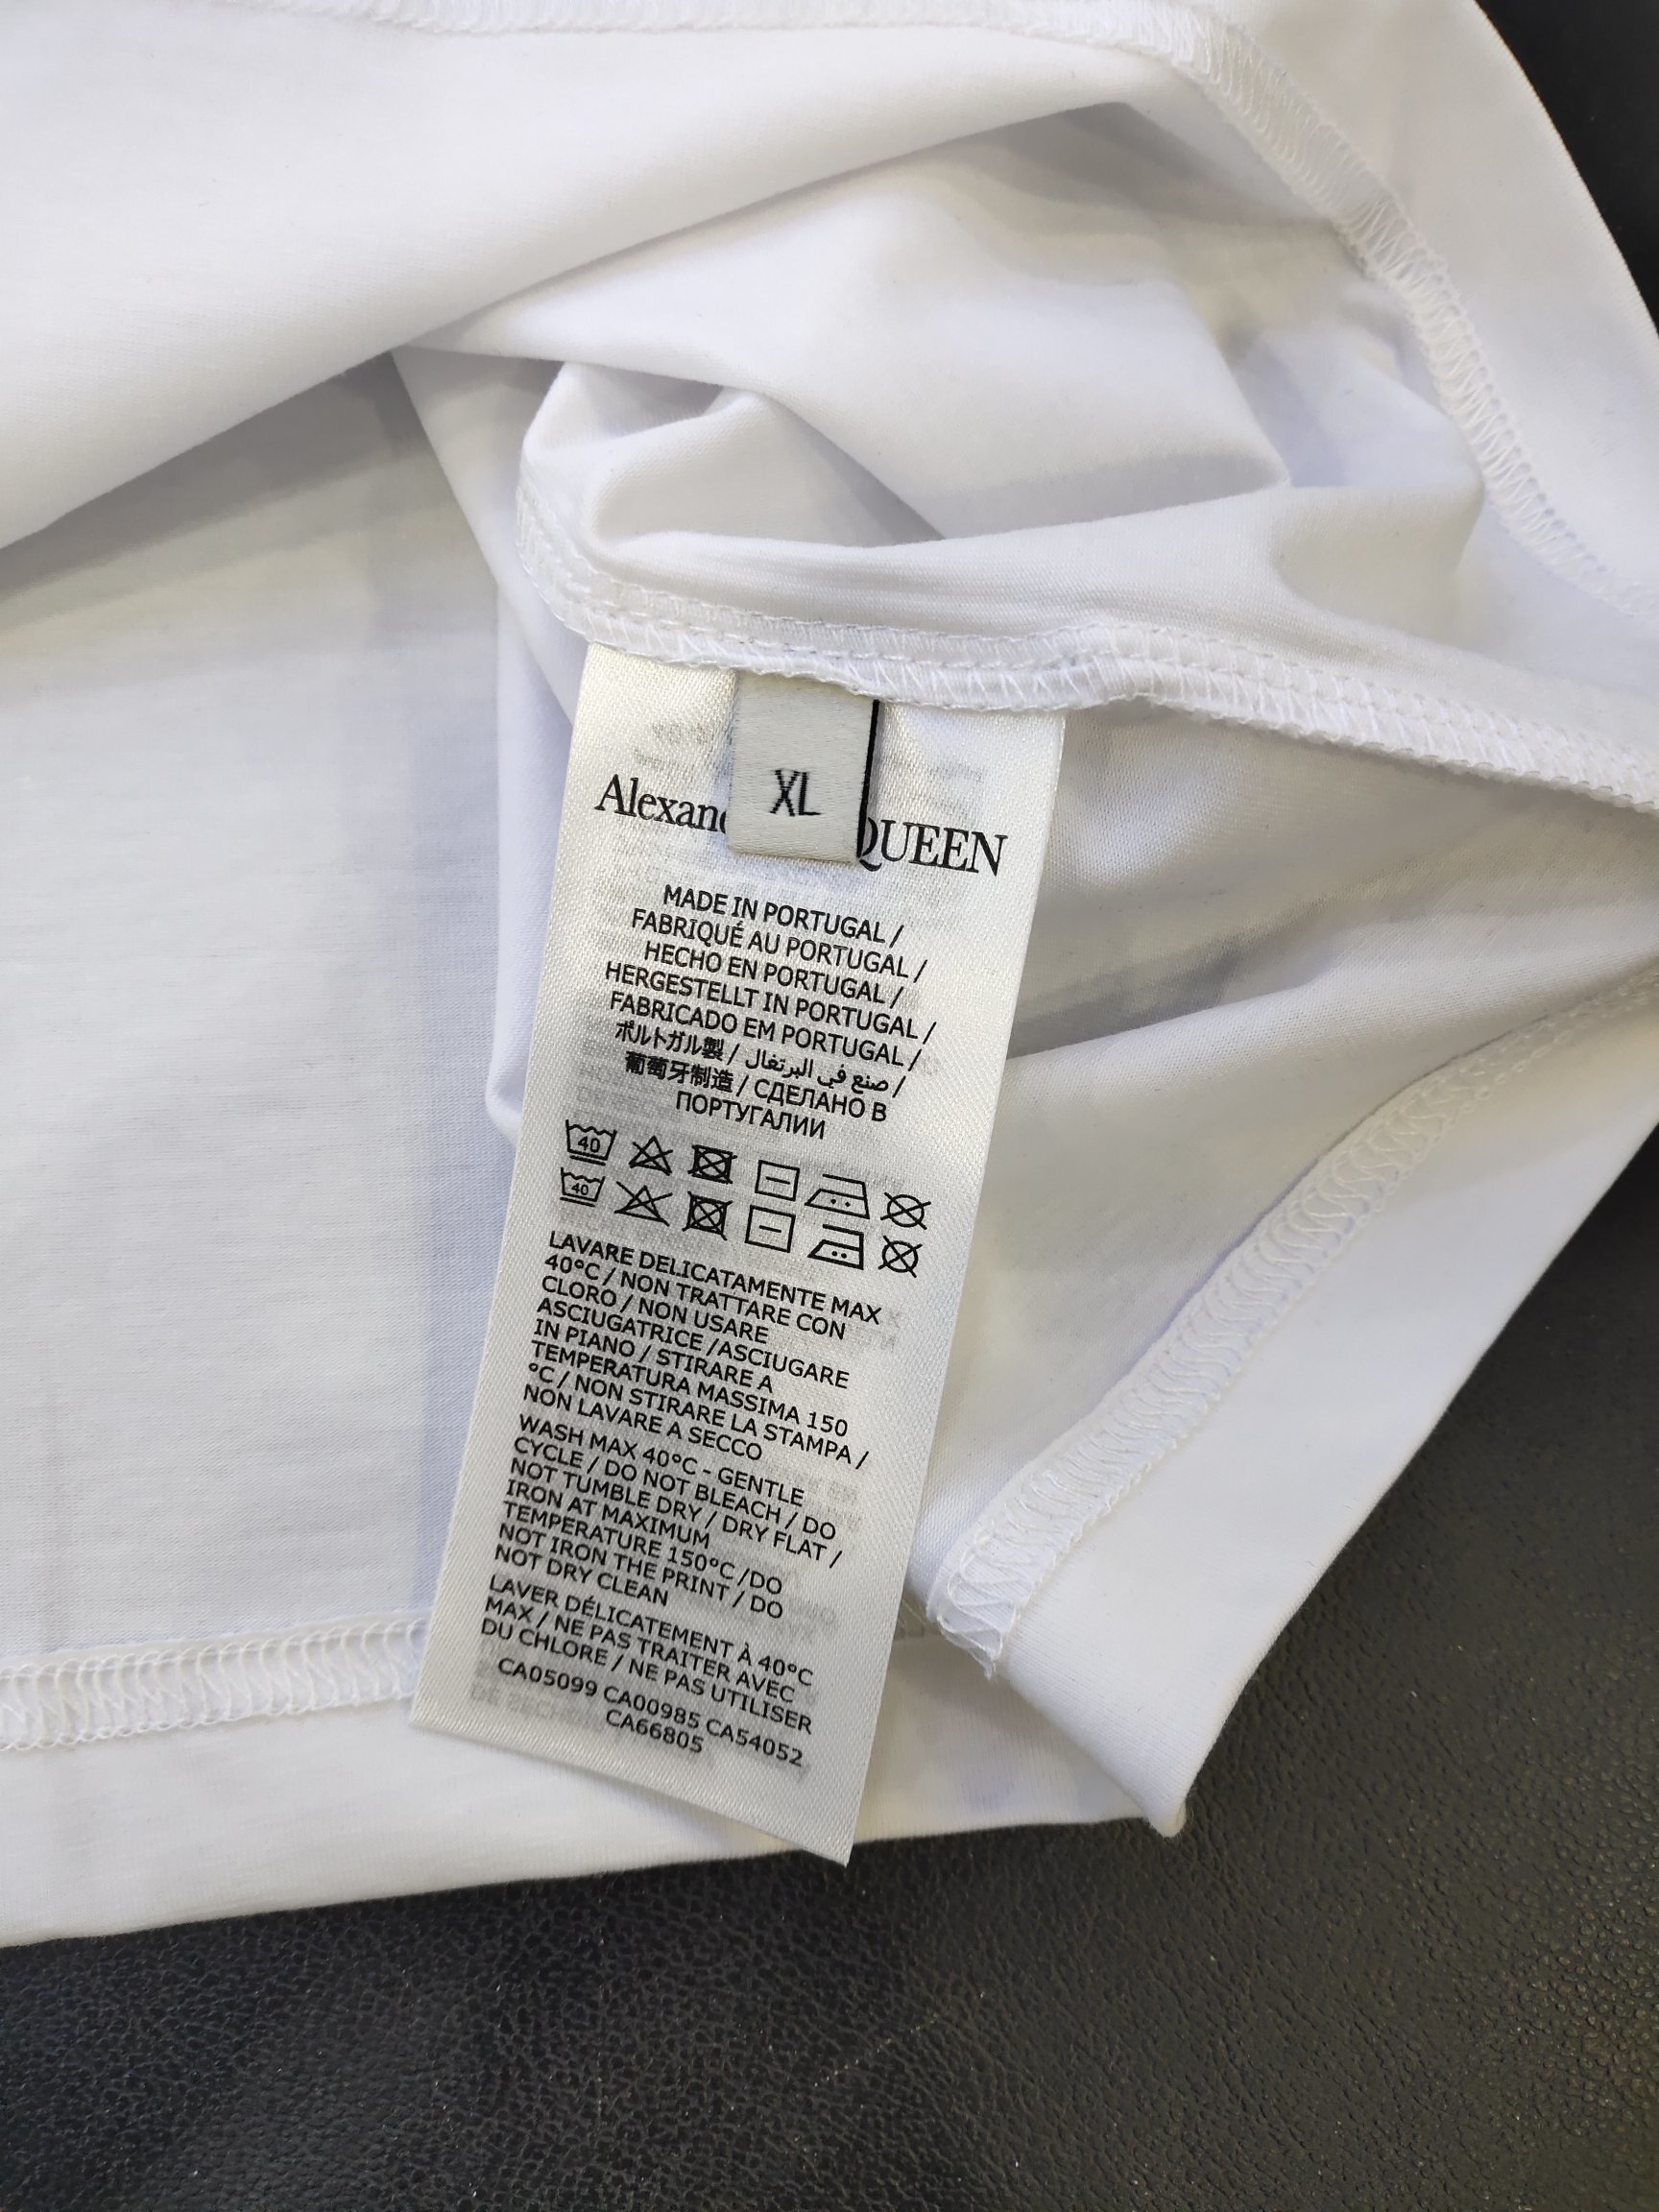 XL
QUEEN
MADE IN PORTUGAL /
FABRIQUÉ AU PORTUGAL /
HECHO EN PORTUGAL /
HERGESTELLT IN PORTUGAL /
FABRICADO EM PORTUGAL /
ポルトガル製 / صنع في البرتغال /
葡萄牙制造 / СДЕЛАНО В
ПОРТУГАЛИИ
40
40
LAVARE DELICATAMENTE MAX
40°C / NON TRATTARE CON
CLORO / NON USARE
ASCIUGATRICE /ASCIUGARE
IN PIANO / STIRARE A
TEMPERATURA MASSIMA 150
°C / NON STIRARE LA STAMPA /
NON LAVARE A SECCO
WASH MAX 40°C - GENTLE
CYCLE / DO NOT BLEACH / DO
NOT TUMBLE DRY / DRY FLAT /
IRON AT MAXIMUM
TEMPERATURE 150°C /DO
NOT IRON THE PRINT / DO
NOT DRY CLEAN
LAVER DÉLICATEMENT À 40°C
MAX / NE PAS TRAITER AVEC
DU CHLORE / NE PAS UTILISER
CA05099 CA00985 CA54052
CA66805